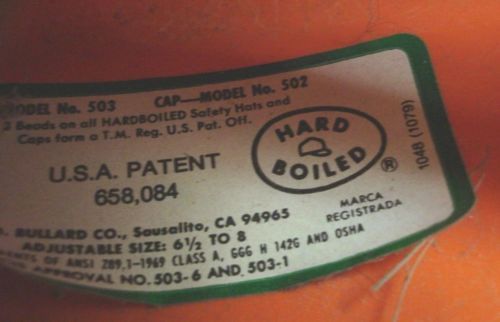 MODEL No. 503 CAP—MODEL No. 502
3 Beads on all HARDBOILED Safety Hats and
Caps form a T.M. Reg. U.S. Pat. Off.
U.S.A. PATENT
658,084
HARD
BOILED
®
MARCA
REGISTRADA
1048 (1079)
D. BULLARD CO., Sausalito, CA 94965
ADJUSTABLE SIZE: 6½ TO 8
OF ANSI Z89.1-1969 CLASS A, GGG H 142G AND OSHA
APPROVAL NO. 503-6 AND 503-1